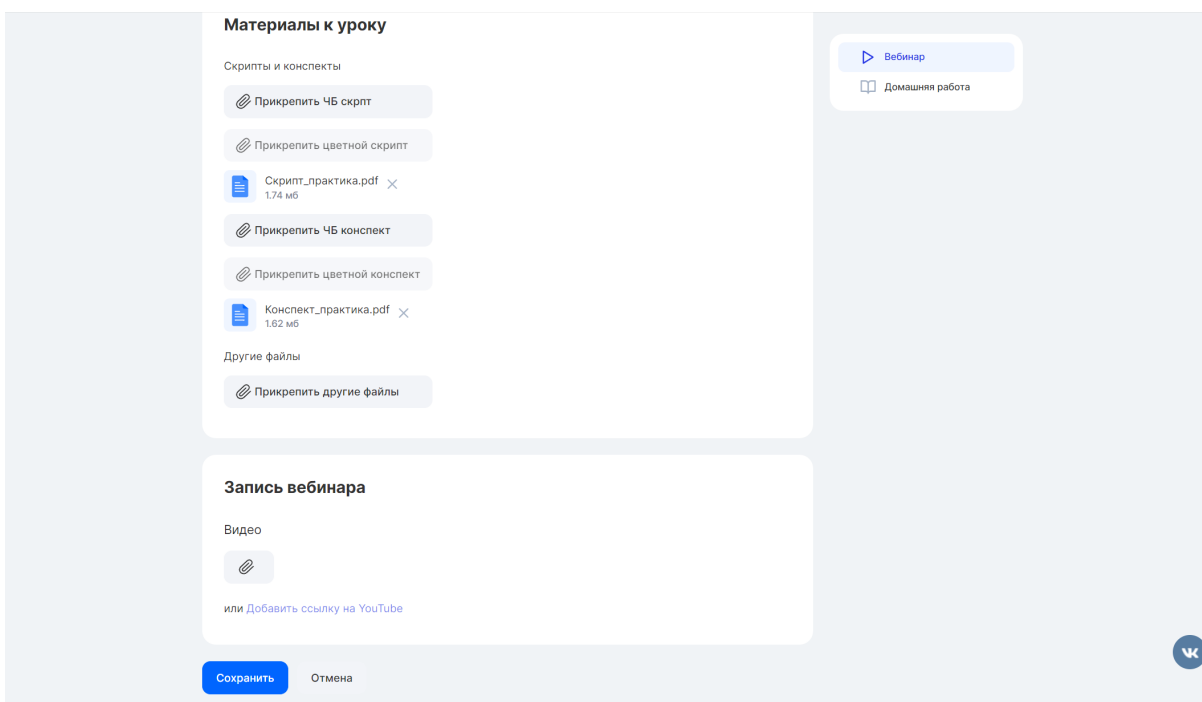 Материалы к уроку
Скрипты и конспекты
Прикрепить ЧБ скрпт
Прикрепить цветной скрипт
Скрипт_практика.pdf
1.74 мб
Прикрепить ЧБ конспект
Прикрепить цветной конспект
Конспект_практика.pdf
1.62 мб
Другие файлы
Прикрепить другие файлы
Запись вебинара
Видео
или Добавить ссылку на YouTube
Сохранить
Отмена
Вебинар
Домашняя работа